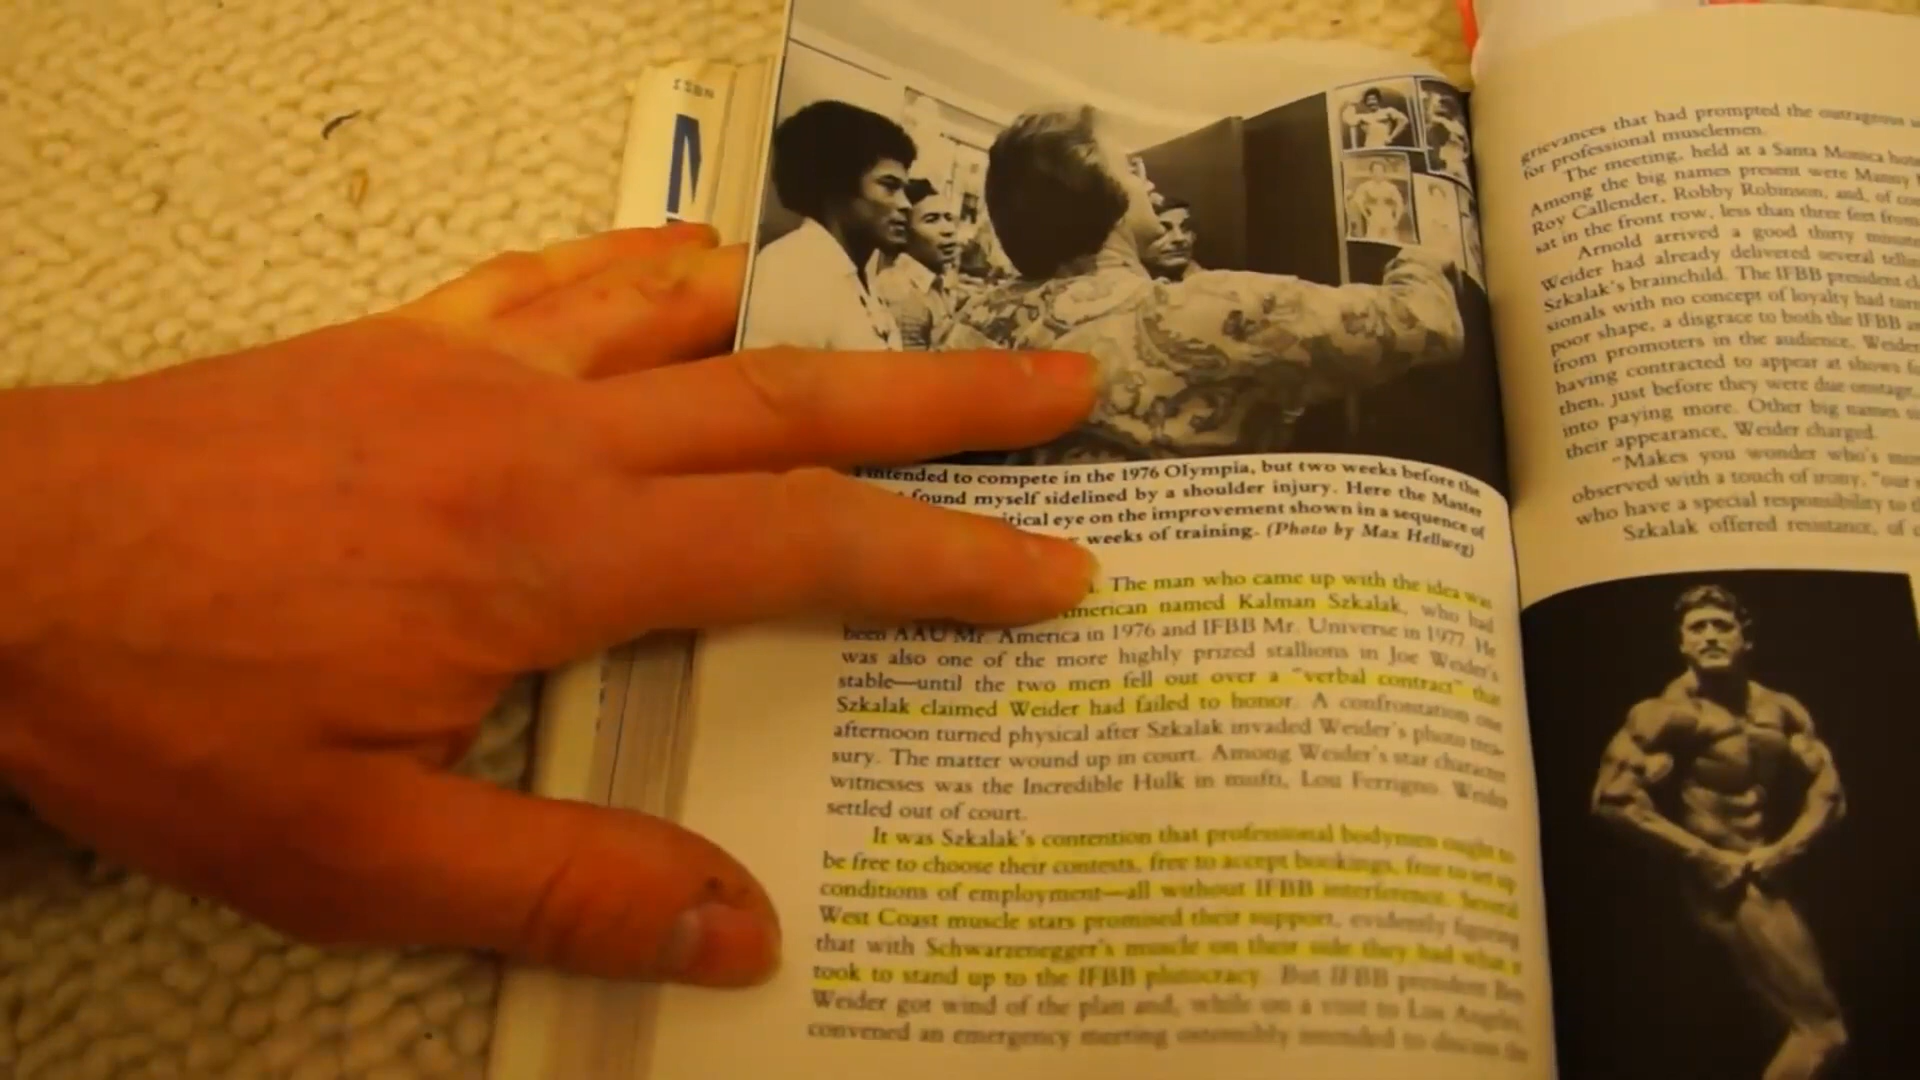 ISBN
intended to compete in the 1976 Olympia, but two weeks before the
found myself sidelined by a shoulder injury. Here the Master
eye on the improvement shown in a sequence of
weeks of training. (Photo by Max Hellweg)
The man who came up with the idea was
named Kalman Szkalak, who had
been AAU Mr. America in 1976 and IFBB Mr. Universe in 1977. He
was also one of the more highly prized stallions in Joe Weider's
stable—until the two men fell out over a "verbal contract" that
Szkalak claimed Weider had failed to honor. A confrontation one
afternoon turned physical after Szkalak invaded Weider's photo trea-
sury. The matter wound up in court. Among Weider's star character
witnesses was the Incredible Hulk in mufti, Lou Ferrigno. Weider
settled out of court.
It was Szkalak's contention that professional bodymen ought to
be free to choose their contests, free to accept bookings, free to set up
conditions of employment—all without IFBB interference. Several
West Coast muscle stars promised their support, evidently figuring
that with Schwarzenegger's muscle on their side they had what it
took to stand up to the IFBB plutocracy. But IFBB president Ben
Weider got wind of the plan and, while on a visit to Los Angeles,
convened an emergency meeting ostensibly intended to discuss the
grievances that had prompted the outrageous
for professional musclemen.
The meeting, held at a Santa Monica
Among the big names present were Manny
Roy Callender, Robby Robinson, and, of
sat in the front row, less than three feet from
Arnold arrived a good thirty
Weider had already delivered several
Szkalak's brainchild. The IFBB president
sionals with no concept of loyalty had
poor shape, a disgrace to both the IFBB
from promoters in the audience, Weider
having contracted to appear at shows
then, just before they were due onstage,
into paying more. Other big names
their appearance, Weider charged.
"Makes you wonder who's
observed with a touch of irony, "our
who have a special responsibility to
Szkalak offered resistance, of